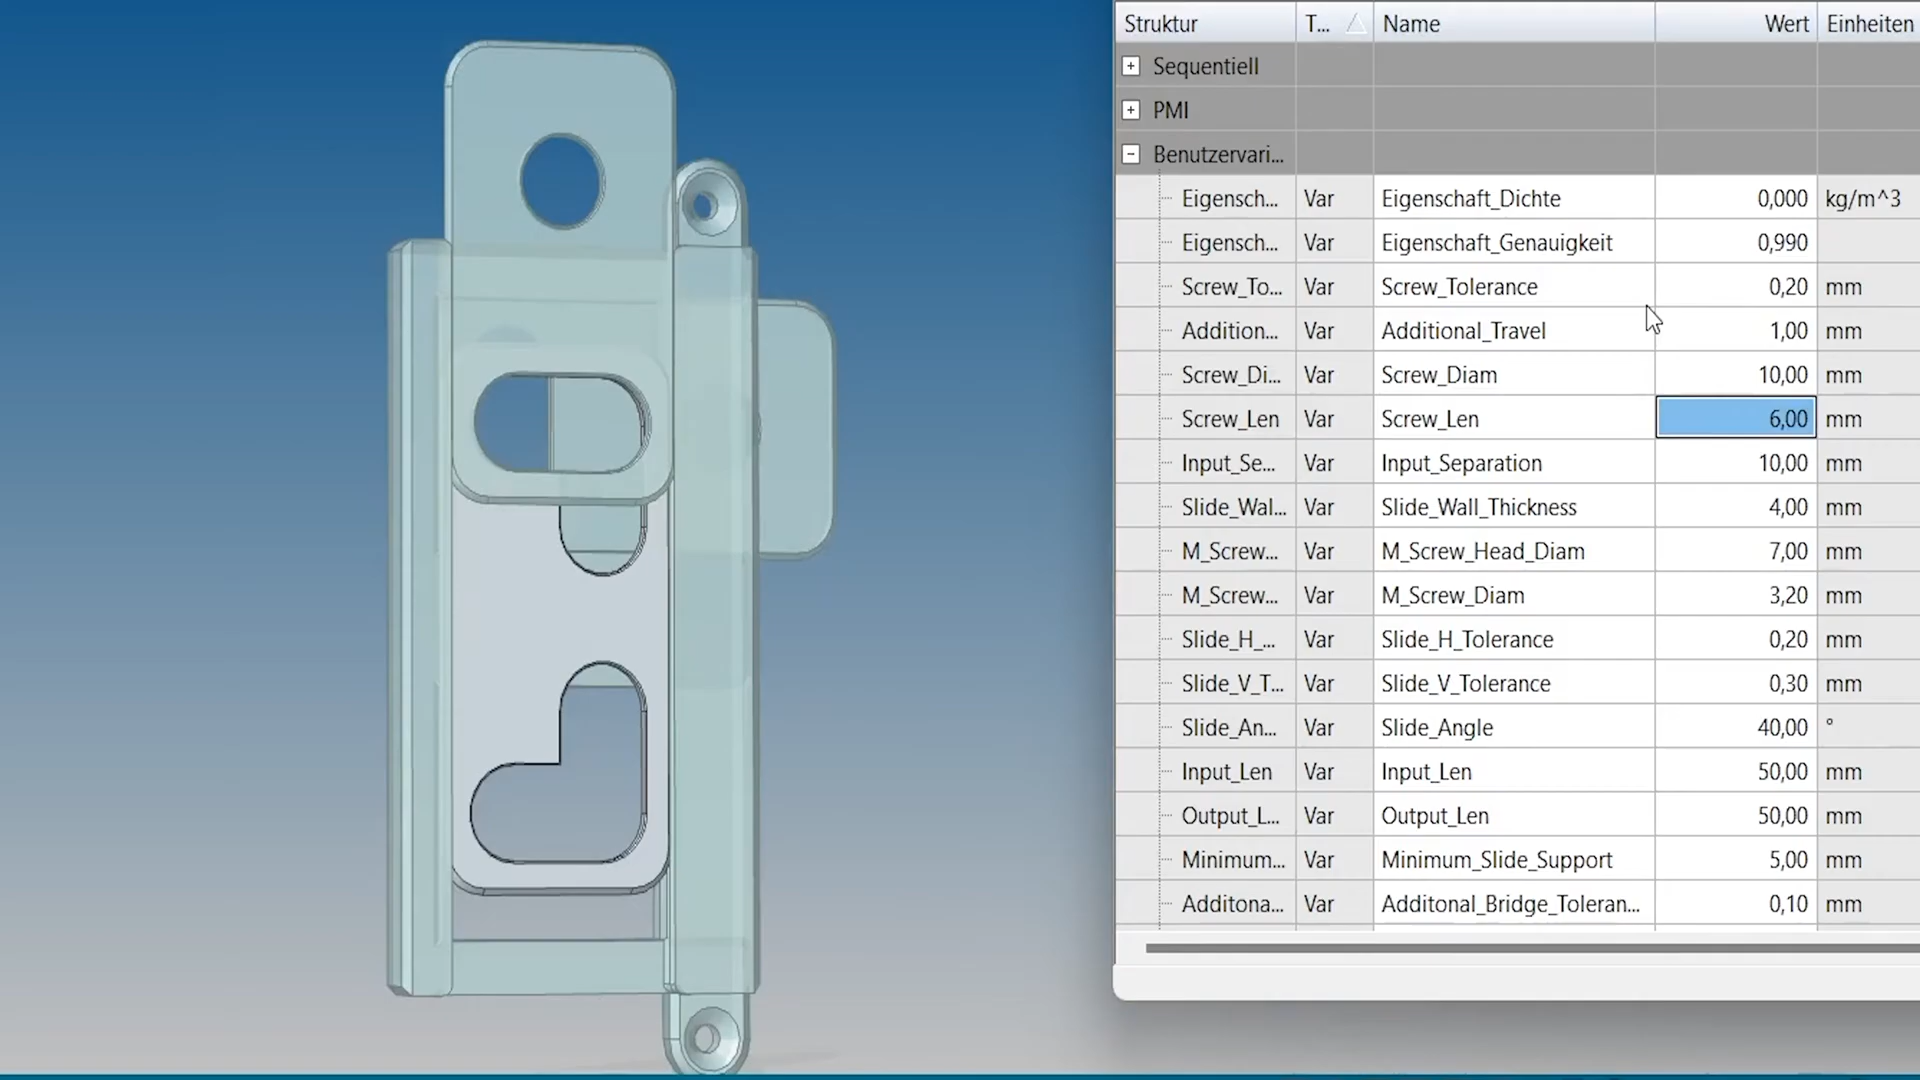 Struktur T... Name Wert Einheiten
Sequentiell
PMI
Benutzervari...
Eigensch... Var Eigenschaft_Dichte 0,000 kg/m^3
Eigensch... Var Eigenschaft_Genauigkeit 0,990
Screw_To... Var Screw_Tolerance 0,20 mm
Addition... Var Additional_Travel 1,00 mm
Screw_Di... Var Screw_Diam 10,00 mm
Screw_Len Var Screw_Len 6,00 mm
Input_Se... Var Input_Separation 10,00 mm
Slide_Wal... Var Slide_Wall_Thickness 4,00 mm
M_Screw... Var M_Screw_Head_Diam 7,00 mm
M_Screw... Var M_Screw_Diam 3,20 mm
Slide_H_... Var Slide_H_Tolerance 0,20 mm
Slide_V_T... Var Slide_V_Tolerance 0,30 mm
Slide_An... Var Slide_Angle 40,00 °
Input_Len Var Input_Len 50,00 mm
Output_L... Var Output_Len 50,00 mm
Minimum... Var Minimum_Slide_Support 5,00 mm
Additona... Var Additonal_Bridge_Toleran... 0,10 mm